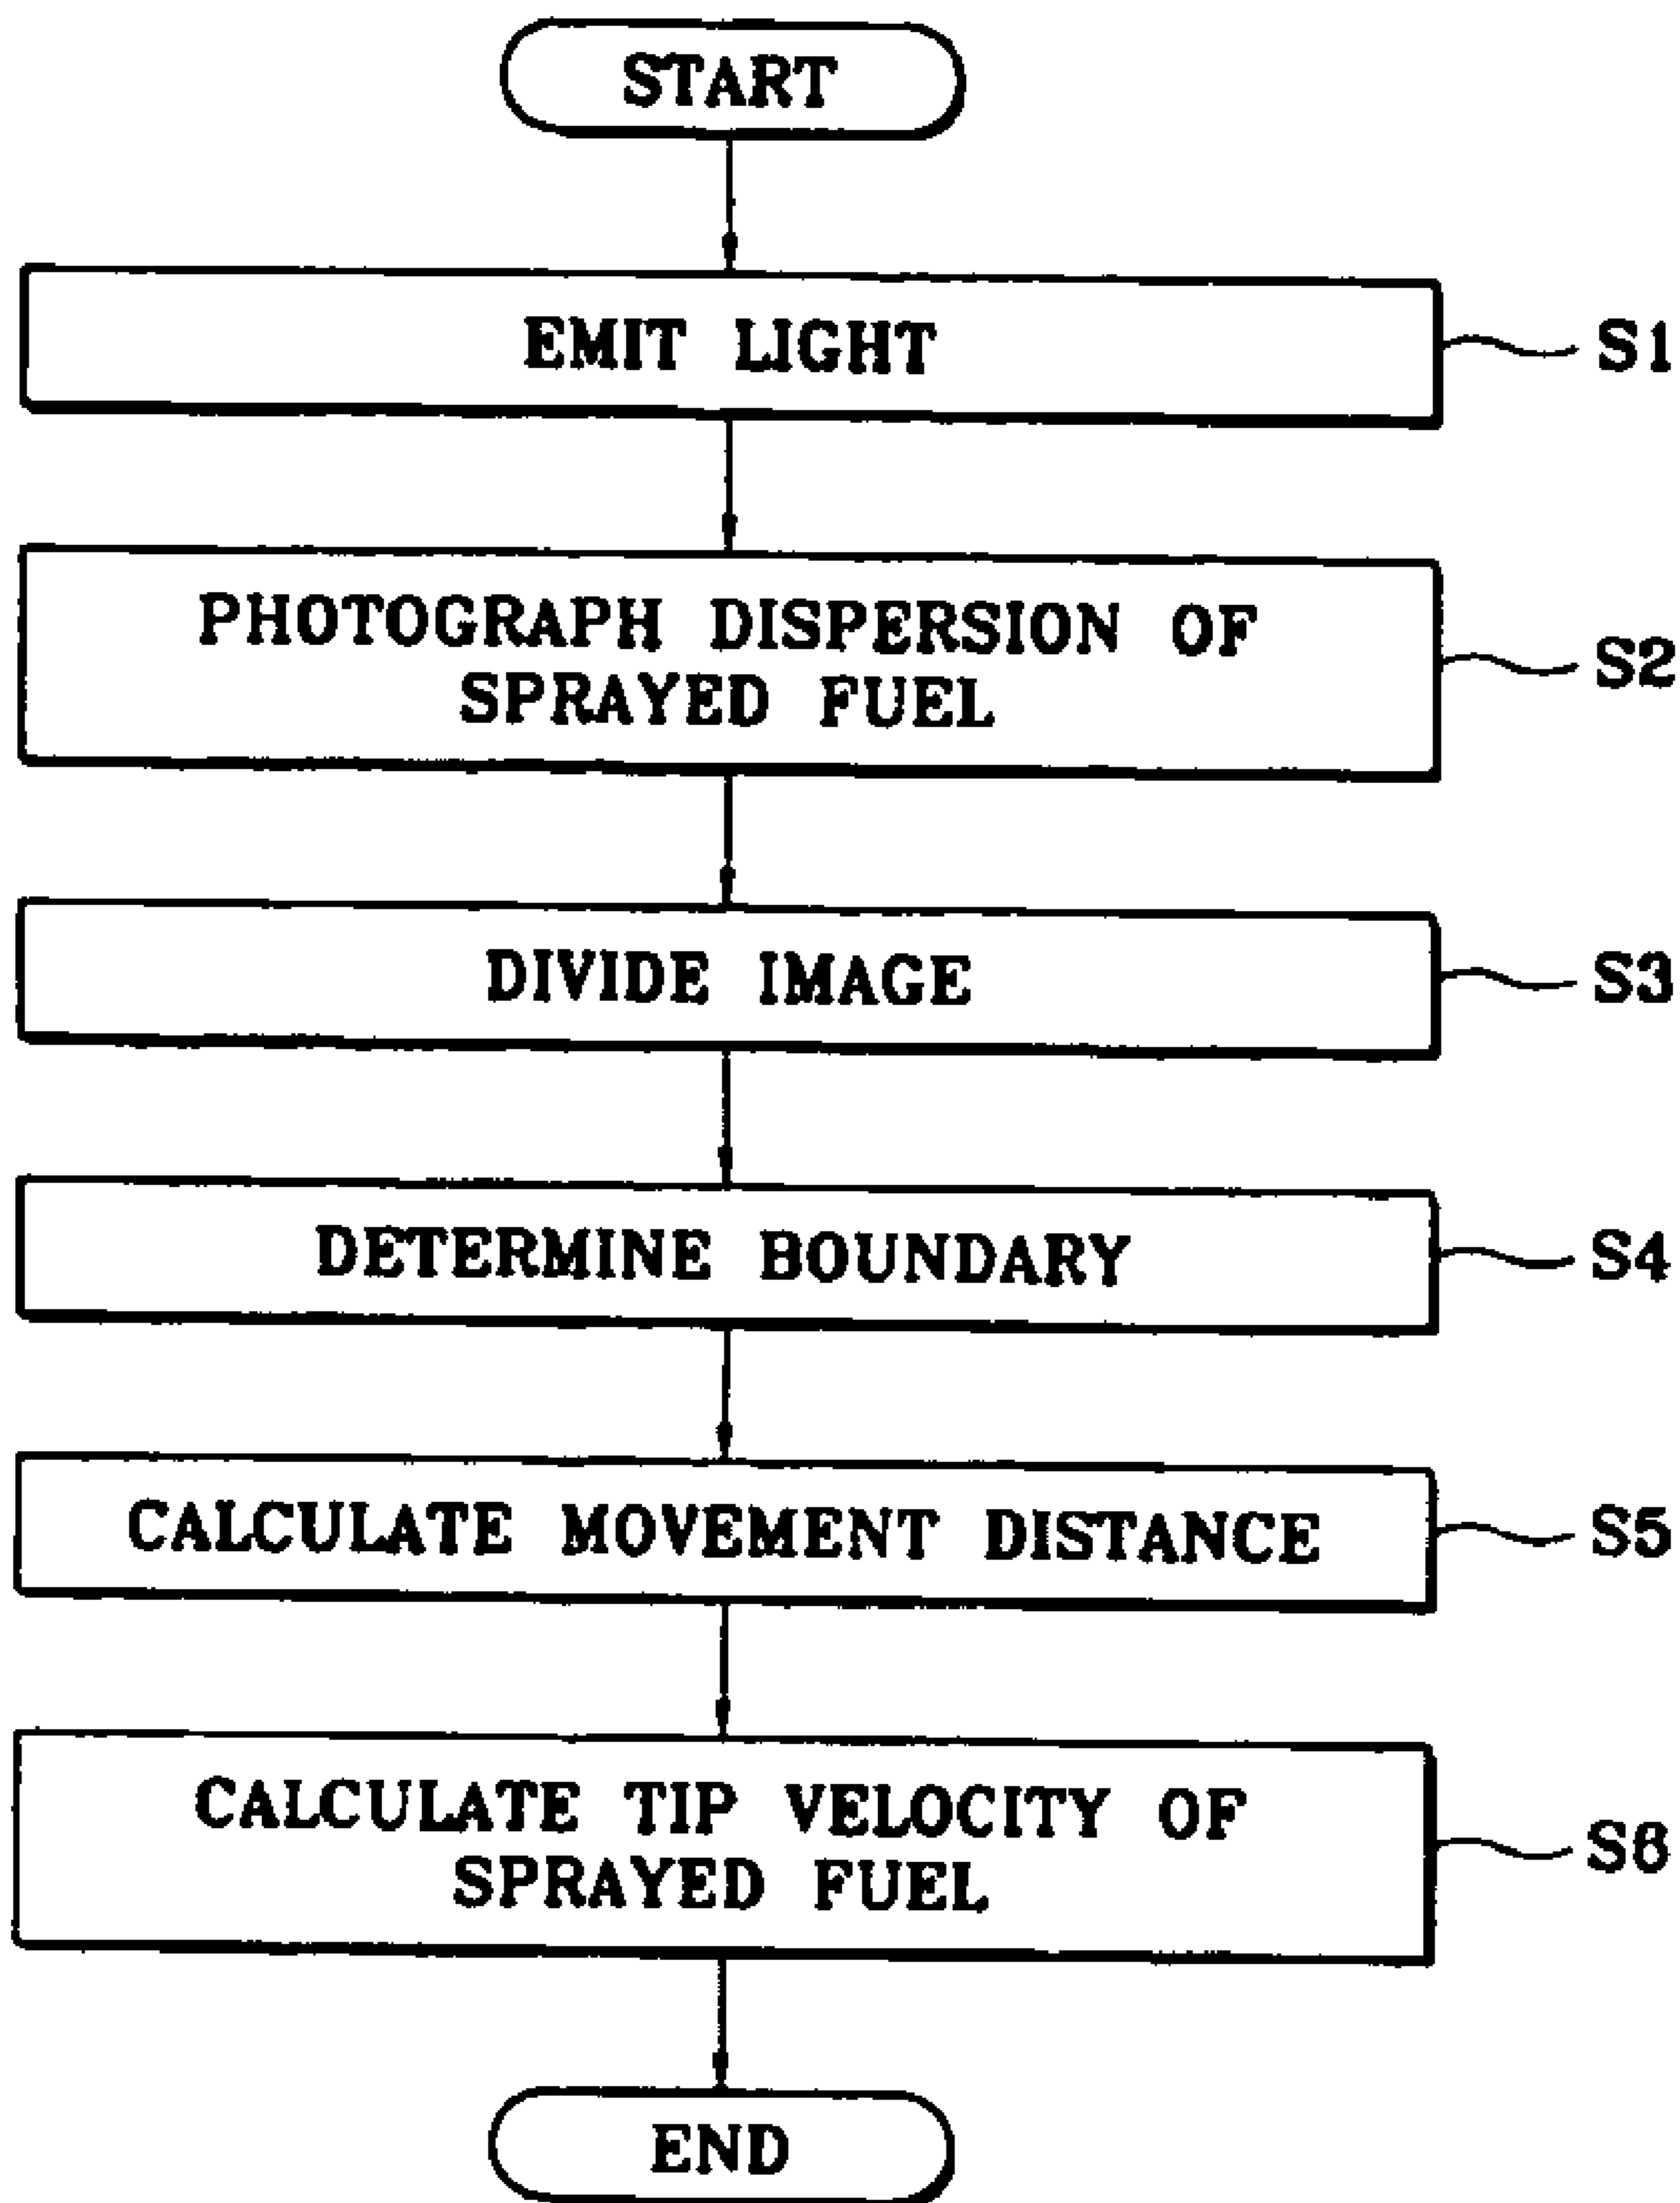 START
EMIT LIGHT
S1
PHOTOGRAPH DISPERSION OF
SPRAYED FUEL
S2
DIVIDE IMAGE
S3
DETERMINE BOUNDARY
S4
CALCULATE MOVEMENT DISTANCE
S5
CALCULATE TIP VELOCITY OF
SPRAYED FUEL
S6
END